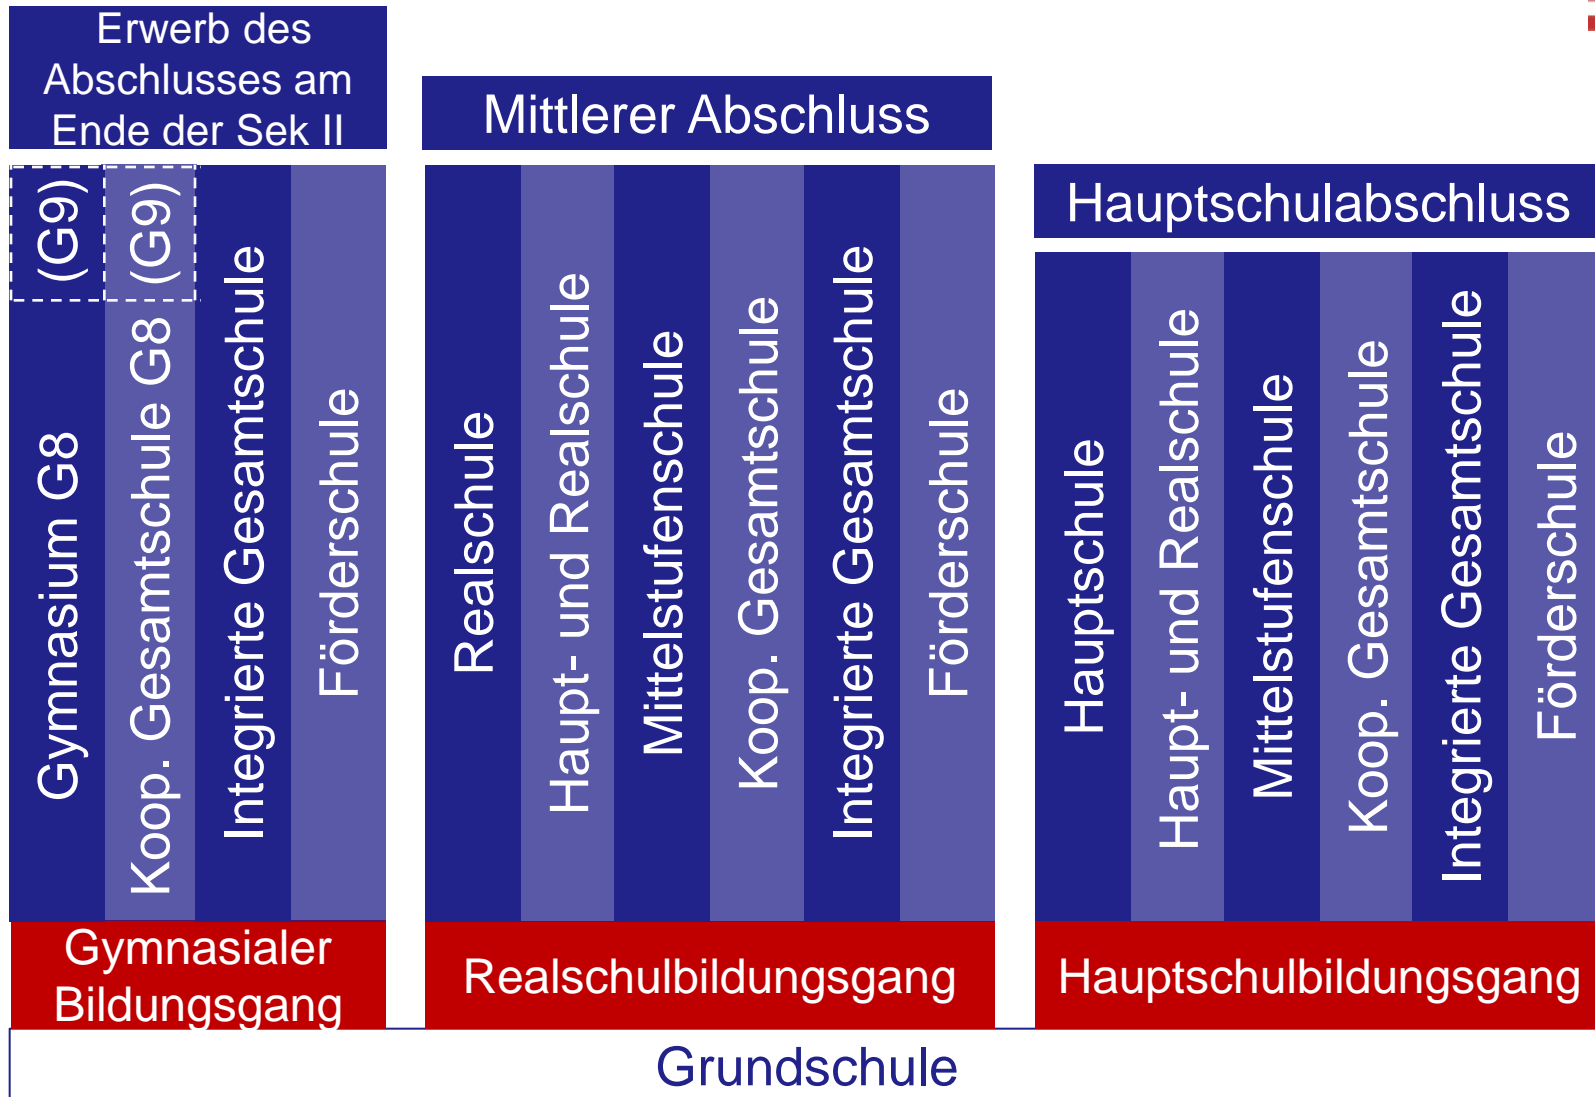 Erwerb des
Abschlusses am
Ende der Sek II
Mittlerer Abschluss
Hauptschulabschluss
Gymnasium G8 (G9)
Koop. Gesamtschule G8 (G9)
Integrierte Gesamtschule
Förderschule
Realschule
Haupt- und Realschule
Mittelstufenschule
Koop. Gesamtschule
Integrierte Gesamtschule
Förderschule
Hauptschule
Haupt- und Realschule
Mittelstufenschule
Koop. Gesamtschule
Integrierte Gesamtschule
Förderschule
Gymnasialer
Bildungsgang
Realschulbildungsgang
Hauptschulbildungsgang
Grundschule